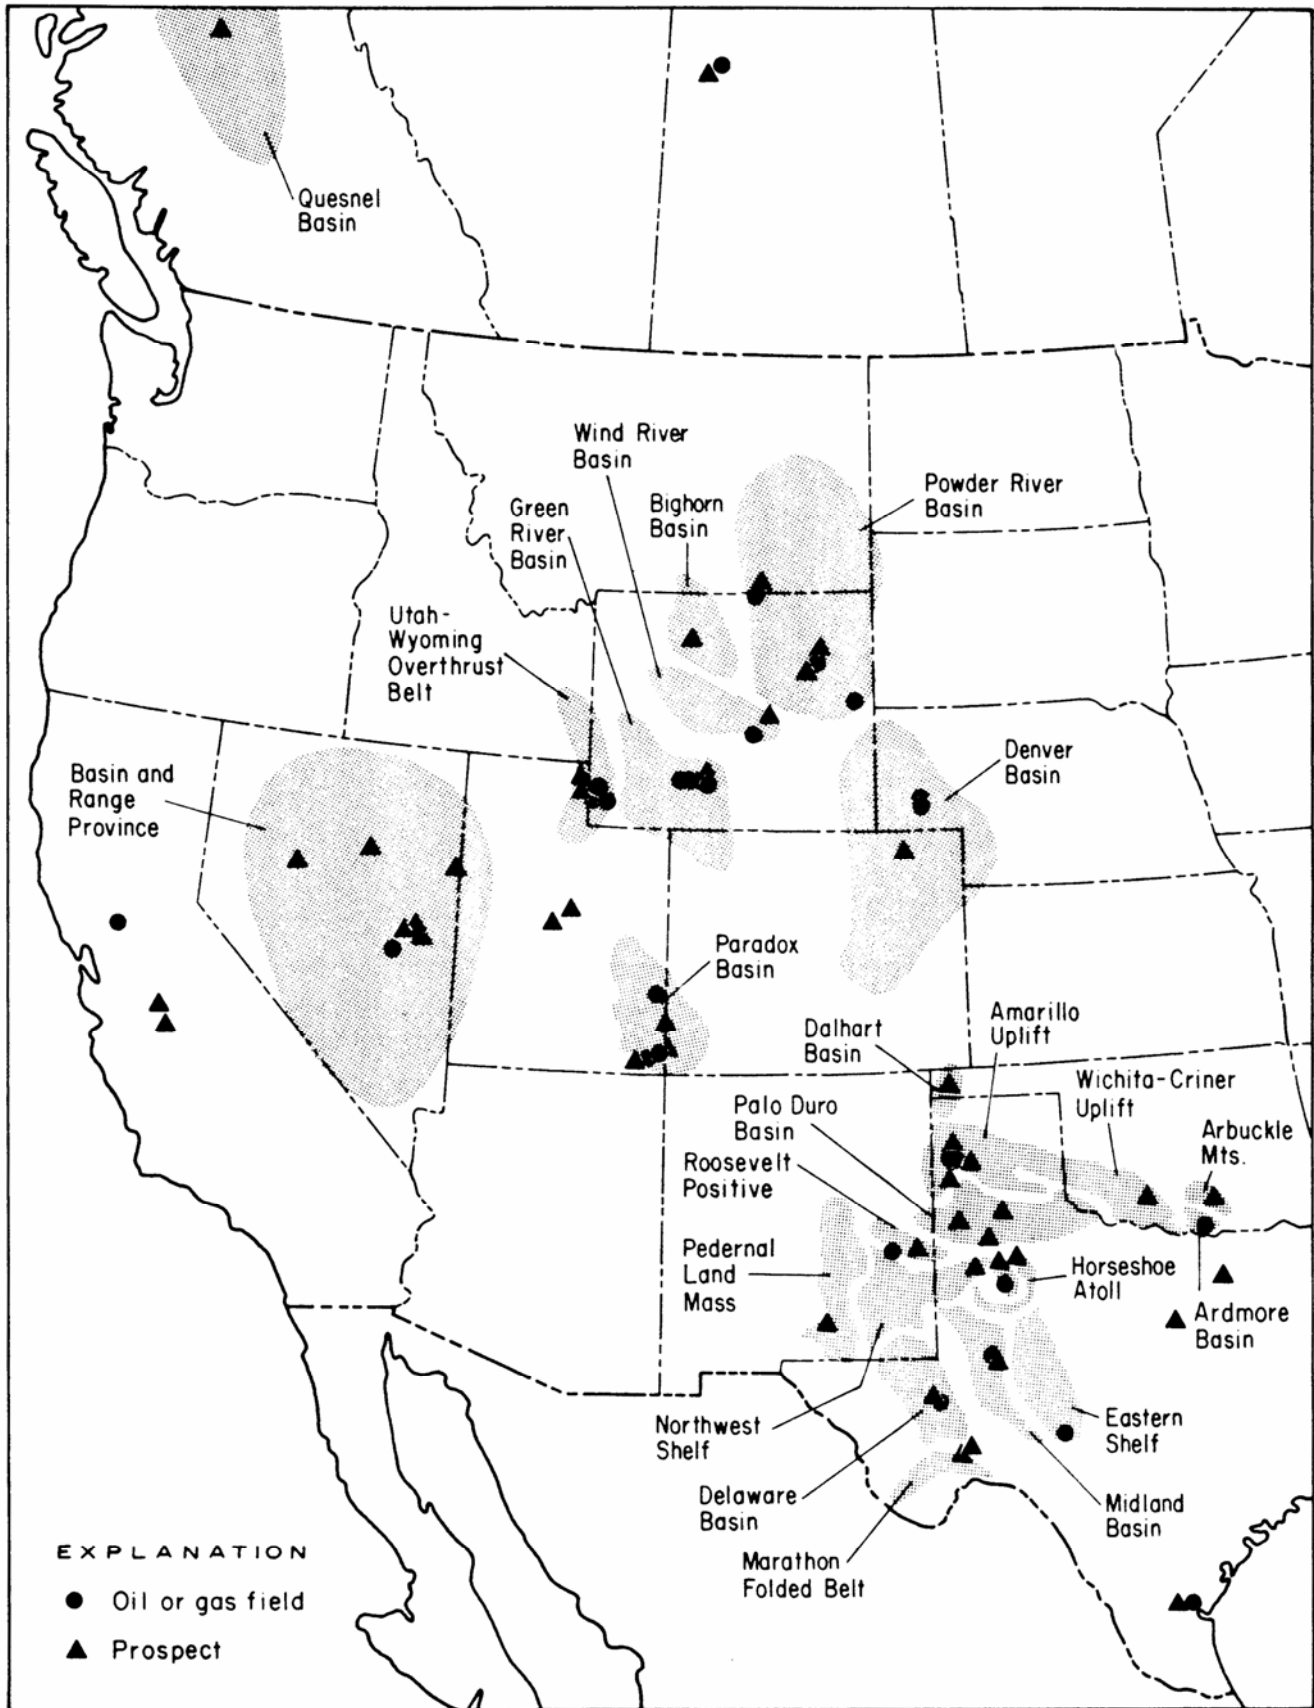 Quesnel
Basin
Wind River
Basin
Bighorn
Basin
Powder River
Basin
Green
River
Basin
Utah-
Wyoming
Overthrust
Belt
Basin and
Range
Province
Denver
Basin
Paradox
Basin
Dalhart
Basin
Amarillo
Uplift
Wichita-Criner
Uplift
Palo Duro
Basin
Arbuckle
Mts.
Roosevelt
Positive
Pedernal
Land
Mass
Horseshoe
Atoll
Ardmore
Basin
Northwest
Shelf
Eastern
Shelf
Delaware
Basin
Midland
Basin
Marathon
Folded Belt
EXPLANATION
Oil or gas field
Prospect